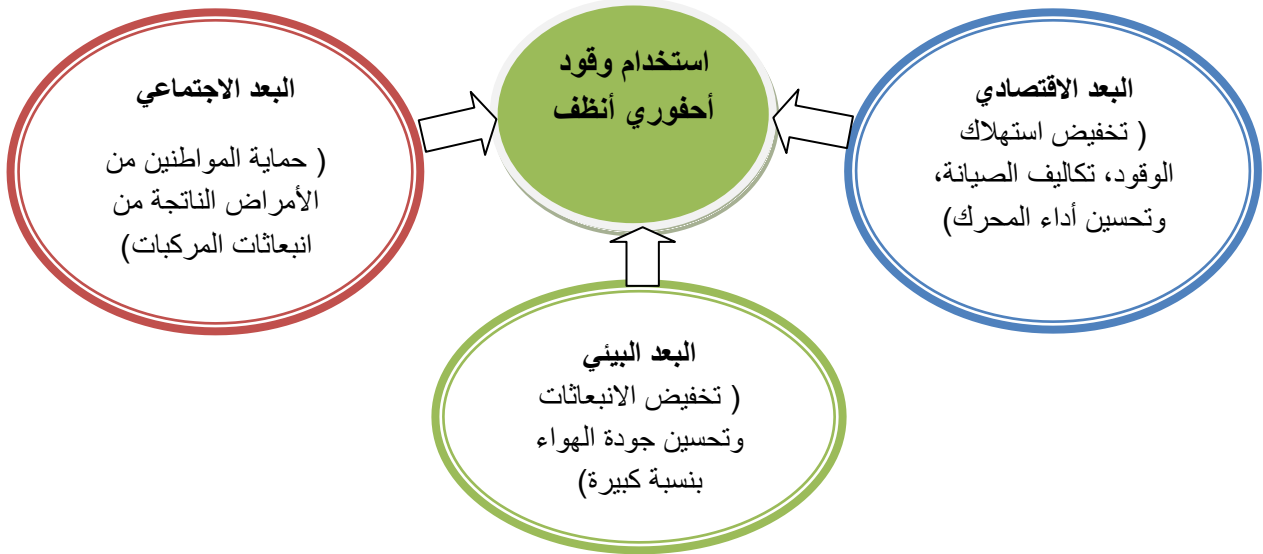 استخدام وقود
أحفوري أنظف
البعد الاقتصادي
( تخفيض استهلاك
الوقود، تكاليف الصيانة،
وتحسين أداء المحرك)
البعد الاجتماعي
( حماية المواطنين من
الأمراض الناتجة من
انبعاثات المركبات)
البعد البيئي
( تخفيض الانبعاثات
وتحسين جودة الهواء
بنسبة كبيرة)